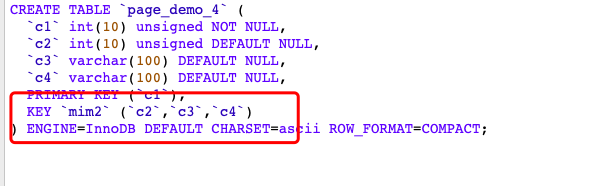 CREATE TABLE `page_demo_4` (
  `c1` int(10) unsigned NOT NULL,
  `c2` int(10) unsigned DEFAULT NULL,
  `c3` varchar(100) DEFAULT NULL,
  `c4` varchar(100) DEFAULT NULL,
  PRIMARY KEY (`c1`),
  KEY `mim2` (`c2`,`c3`,`c4`)
) ENGINE=InnoDB DEFAULT CHARSET=ascii ROW_FORMAT=COMPACT;